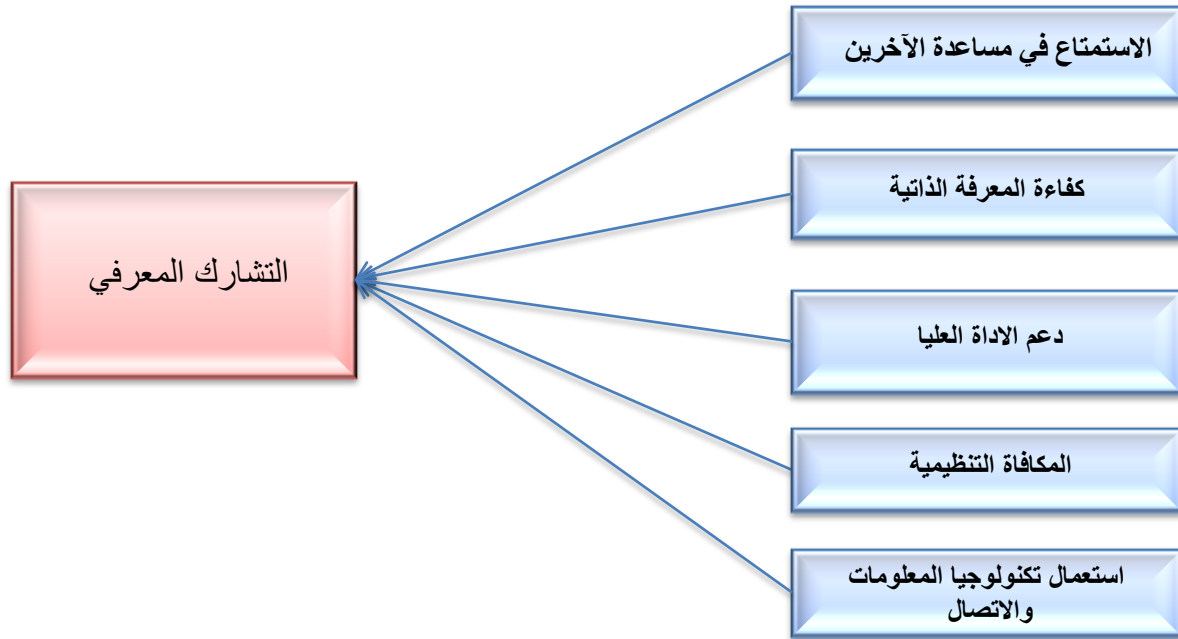 الاستمتاع في مساعدة الآخرين
كفاءة المعرفة الذاتية
التشارك المعرفي
دعم الاداة العليا
المكافاة التنظيمية
استعمال تكنولوجيا المعلومات
والاتصال